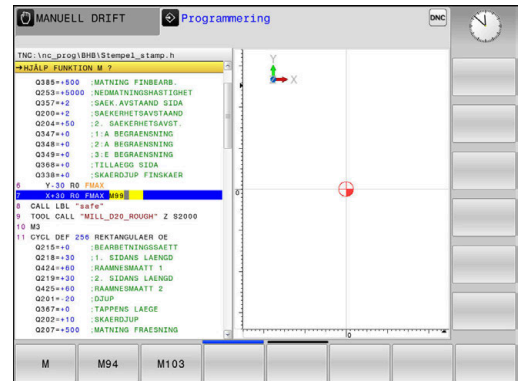 MANUELL DRIFT
Programmering
DNC
TNC:\nc_prog\BHB\Stempel_stamp.h
→HJÄLP FUNKTION M ?
Q385=+500 ;MATNING FINBEARB.
Q253=+5000 ;NEDMATNINGSHASTIGHET
Q357=+2 ;SAEK.AVSTAAND SIDA
Q200=+2 ;SAEKERHETSAVSTAAND
Q204=+50 ;2. SAEKERHETSAVST.
Q347=+0 ;1:A BEGRAENSNING
Q348=+0 ;2:A BEGRAENSNING
Q349=+0 ;3:E BEGRAENSNING
Q368=+0 ;TILLAEGG SIDA
Q338=+0 ;SKAERDJUP FINSKAER
6 Y-30 R0 FMAX
7 X+30 R0 FMAX M99
8 CALL LBL "safe"
9 TOOL CALL "MILL_D20_ROUGH" Z S2000
10 M3
11 CYCL DEF 256 REKTANGULAER OE
Q215=+0 ;BEARBETNINGSSAETT
Q218=+30 ;1. SIDANS LAENGD
Q424=+60 ;RAAMNESMAATT 1
Q219=+30 ;2. SIDANS LAENGD
Q425=+60 ;RAAMNESMAATT 2
Q201=-20 ;DJUP
Q367=+0 ;TAPPENS LAEGE
Q202=+10 ;SKAERDJUP
Q207=+500 ;MATNING FRAESNING
Y
X
0
0
M
M94
M103